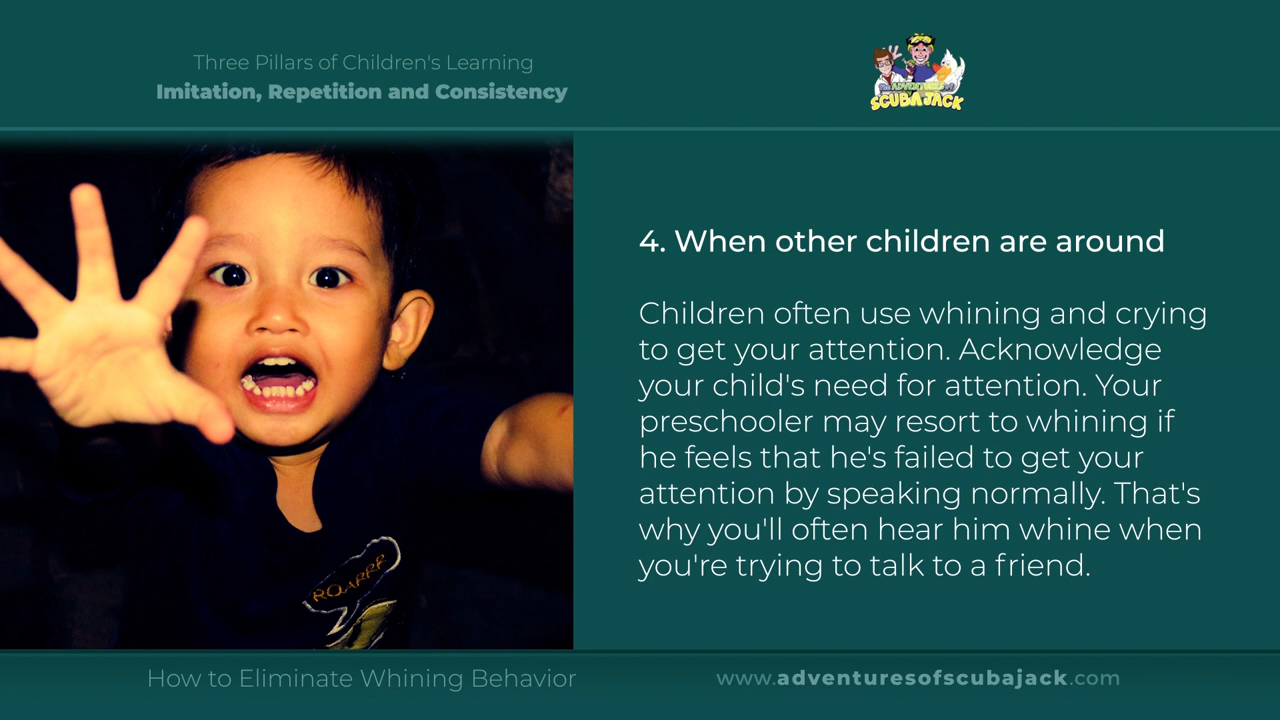 Three Pillars of Children's Learning
Imitation, Repetition and Consistency
THE ADVENTURES OF
SCUBA JACK
4. When other children are around
Children often use whining and crying
to get your attention. Acknowledge
your child's need for attention. Your
preschooler may resort to whining if
he feels that he's failed to get your
attention by speaking normally. That's
why you'll often hear him whine when
you're trying to talk to a friend.
ROARRR
How to Eliminate Whining Behavior
www.adventuresofscubajack.com